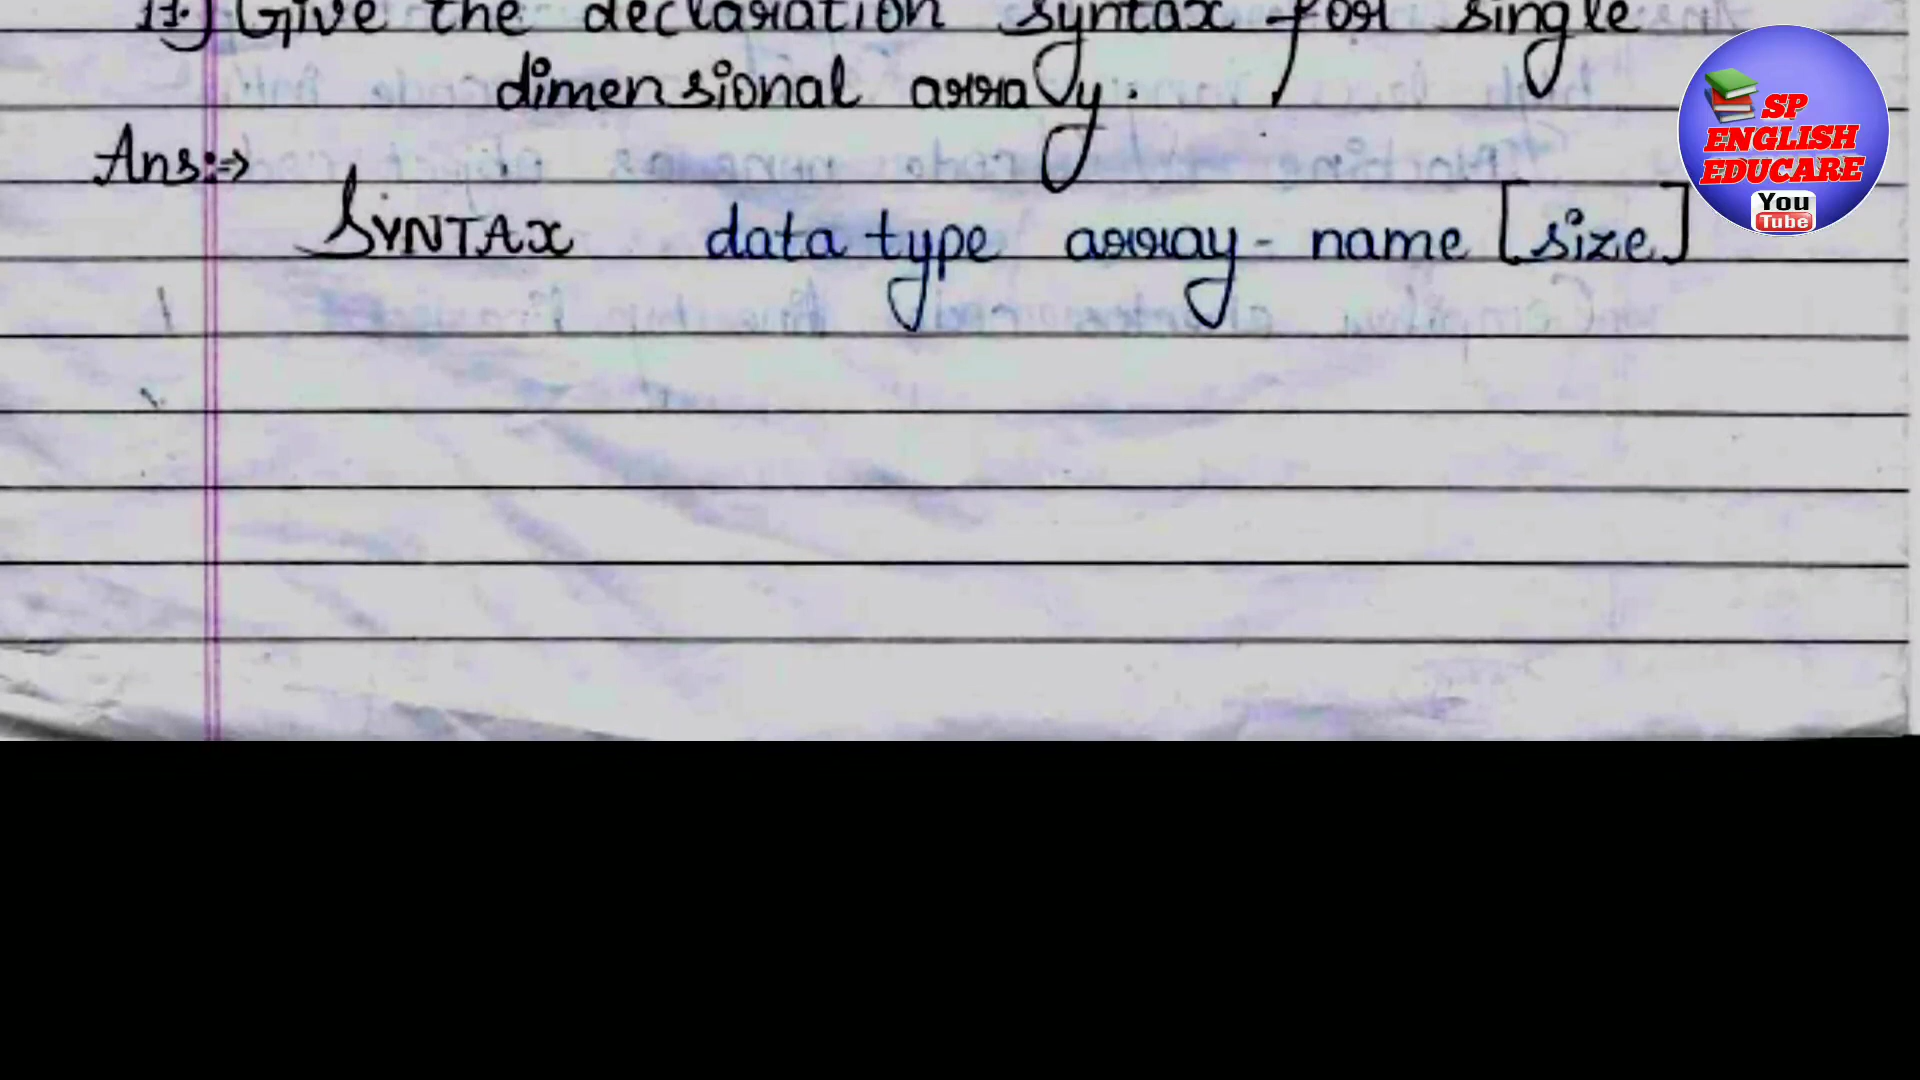 17.) Give the declaration syntax for single
dimensional array.
Ans:⇒
SYNTAX data type array - name [size]
SP
ENGLISH
EDUCARE
You
Tube